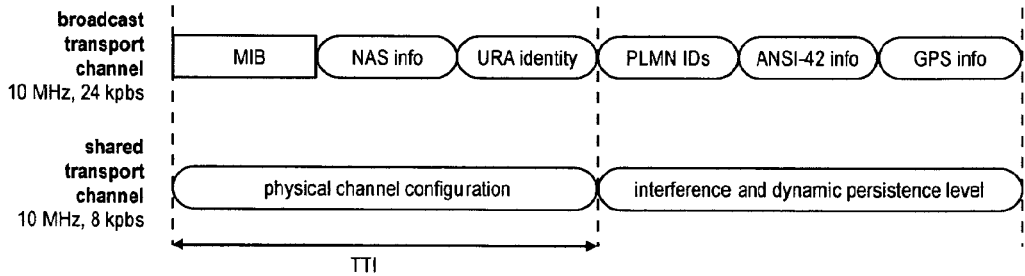 broadcast
transport
channel
10 MHz, 24 kpbs
MIB
NAS info
URA identity
PLMN IDs
ANSI-42 info
GPS info
shared
transport
channel
10 MHz, 8 kpbs
physical channel configuration
interference and dynamic persistence level
TTI